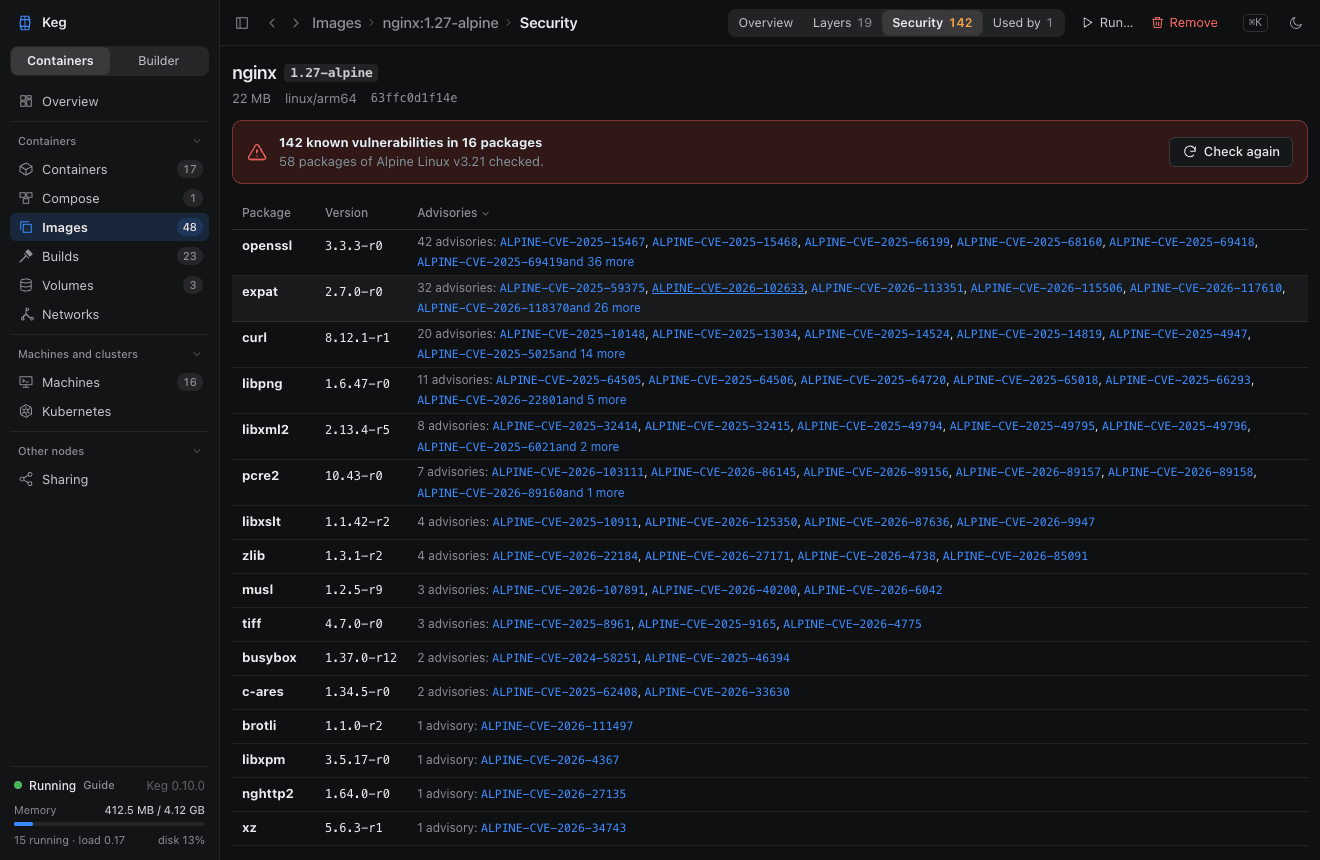 Keg
Images › nginx:1.27-alpine › Security
Overview Layers 19 Security 142 Used by 1
Run... Remove ⌘K
Containers Builder
Overview
Containers
Containers 17
Compose 1
Images 48
Builds 23
Volumes 3
Networks
Machines and clusters
Machines 16
Kubernetes
Other nodes
Sharing
Running Guide Keg 0.10.0
Memory 412.5 MB / 4.12 GB
15 running · load 0.17 disk 13%
nginx 1.27-alpine
22 MB linux/arm64 63ffc0d1f14e
142 known vulnerabilities in 16 packages
58 packages of Alpine Linux v3.21 checked.
Check again
Package Version Advisories
openssl 3.3.3-r0 42 advisories: ALPINE-CVE-2025-15467, ALPINE-CVE-2025-15468, ALPINE-CVE-2025-66199, ALPINE-CVE-2025-68160, ALPINE-CVE-2025-69418,
ALPINE-CVE-2025-69419and 36 more
expat 2.7.0-r0 32 advisories: ALPINE-CVE-2025-59375, ALPINE-CVE-2026-102633, ALPINE-CVE-2026-113351, ALPINE-CVE-2026-115506, ALPINE-CVE-2026-117610,
ALPINE-CVE-2026-118370and 26 more
curl 8.12.1-r1 20 advisories: ALPINE-CVE-2025-10148, ALPINE-CVE-2025-13034, ALPINE-CVE-2025-14524, ALPINE-CVE-2025-14819, ALPINE-CVE-2025-4947,
ALPINE-CVE-2025-5025and 14 more
libpng 1.6.47-r0 11 advisories: ALPINE-CVE-2025-64505, ALPINE-CVE-2025-64506, ALPINE-CVE-2025-64720, ALPINE-CVE-2025-65018, ALPINE-CVE-2025-66293,
ALPINE-CVE-2026-22801and 5 more
libxml2 2.13.4-r5 8 advisories: ALPINE-CVE-2025-32414, ALPINE-CVE-2025-32415, ALPINE-CVE-2025-49794, ALPINE-CVE-2025-49795, ALPINE-CVE-2025-49796,
ALPINE-CVE-2025-6021and 2 more
pcre2 10.43-r0 7 advisories: ALPINE-CVE-2026-103111, ALPINE-CVE-2026-86145, ALPINE-CVE-2026-89156, ALPINE-CVE-2026-89157, ALPINE-CVE-2026-89158,
ALPINE-CVE-2026-89160and 1 more
libxslt 1.1.42-r2 4 advisories: ALPINE-CVE-2025-10911, ALPINE-CVE-2026-125350, ALPINE-CVE-2026-87636, ALPINE-CVE-2026-9947
zlib 1.3.1-r2 4 advisories: ALPINE-CVE-2026-22184, ALPINE-CVE-2026-27171, ALPINE-CVE-2026-4738, ALPINE-CVE-2026-85091
musl 1.2.5-r9 3 advisories: ALPINE-CVE-2026-107891, ALPINE-CVE-2026-40200, ALPINE-CVE-2026-6042
tiff 4.7.0-r0 3 advisories: ALPINE-CVE-2025-8961, ALPINE-CVE-2025-9165, ALPINE-CVE-2026-4775
busybox 1.37.0-r12 2 advisories: ALPINE-CVE-2024-58251, ALPINE-CVE-2025-46394
c-ares 1.34.5-r0 2 advisories: ALPINE-CVE-2025-62408, ALPINE-CVE-2026-33630
brotli 1.1.0-r2 1 advisory: ALPINE-CVE-2026-111497
libxpm 3.5.17-r0 1 advisory: ALPINE-CVE-2026-4367
nghttp2 1.64.0-r0 1 advisory: ALPINE-CVE-2026-27135
xz 5.6.3-r1 1 advisory: ALPINE-CVE-2026-34743